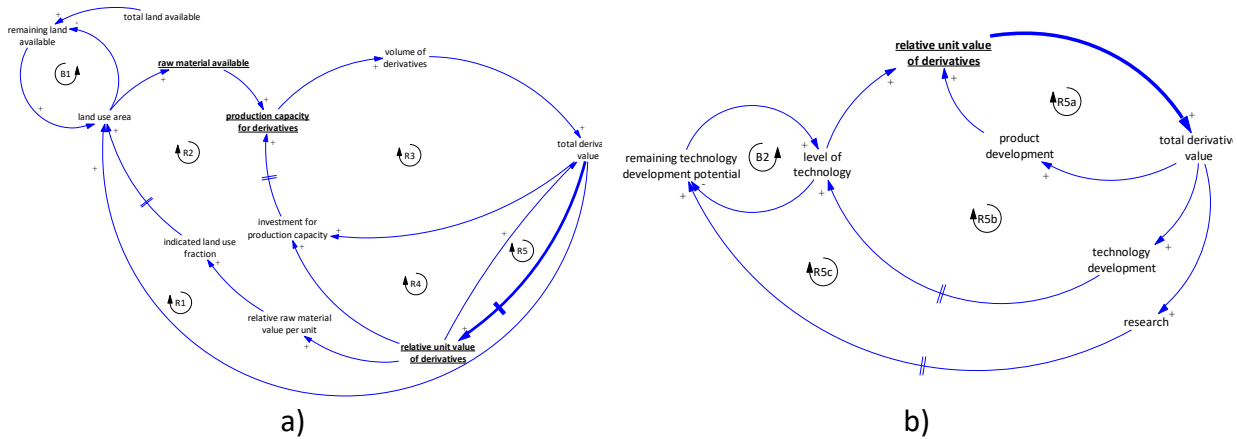 total land available
remaining land
available
B1
raw material available
volume of
derivatives
land use area
production capacity
for derivatives
R2
R3
total deriva
value
investment for
production capacity
R5
indicated land use
fraction
R4
R1
relative raw material
value per unit
relative unit value
of derivatives
a)
relative unit value
of derivatives
R5a
product
development
total derivative
value
remaining technology
development potential
B2
level of
technology
R5b
technology
development
R5c
research
b)